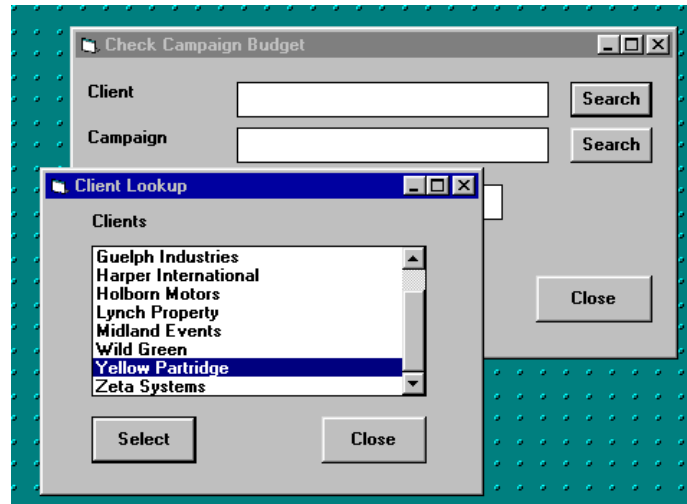 Check Campaign Budget
Client
Search
Campaign
Search
Close
Client Lookup
Clients
Guelph Industries
Harper International
Holborn Motors
Lynch Property
Midland Events
Wild Green
Yellow Partridge
Zeta Systems
Select
Close